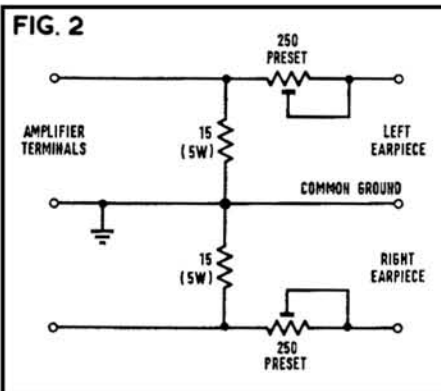 FIG. 2
250
PRESET
AMPLIFIER
TERMINALS
15
(5W)
LEFT
EARPIECE
COMMON GROUND
15
(5W)
RIGHT
EARPIECE
250
PRESET